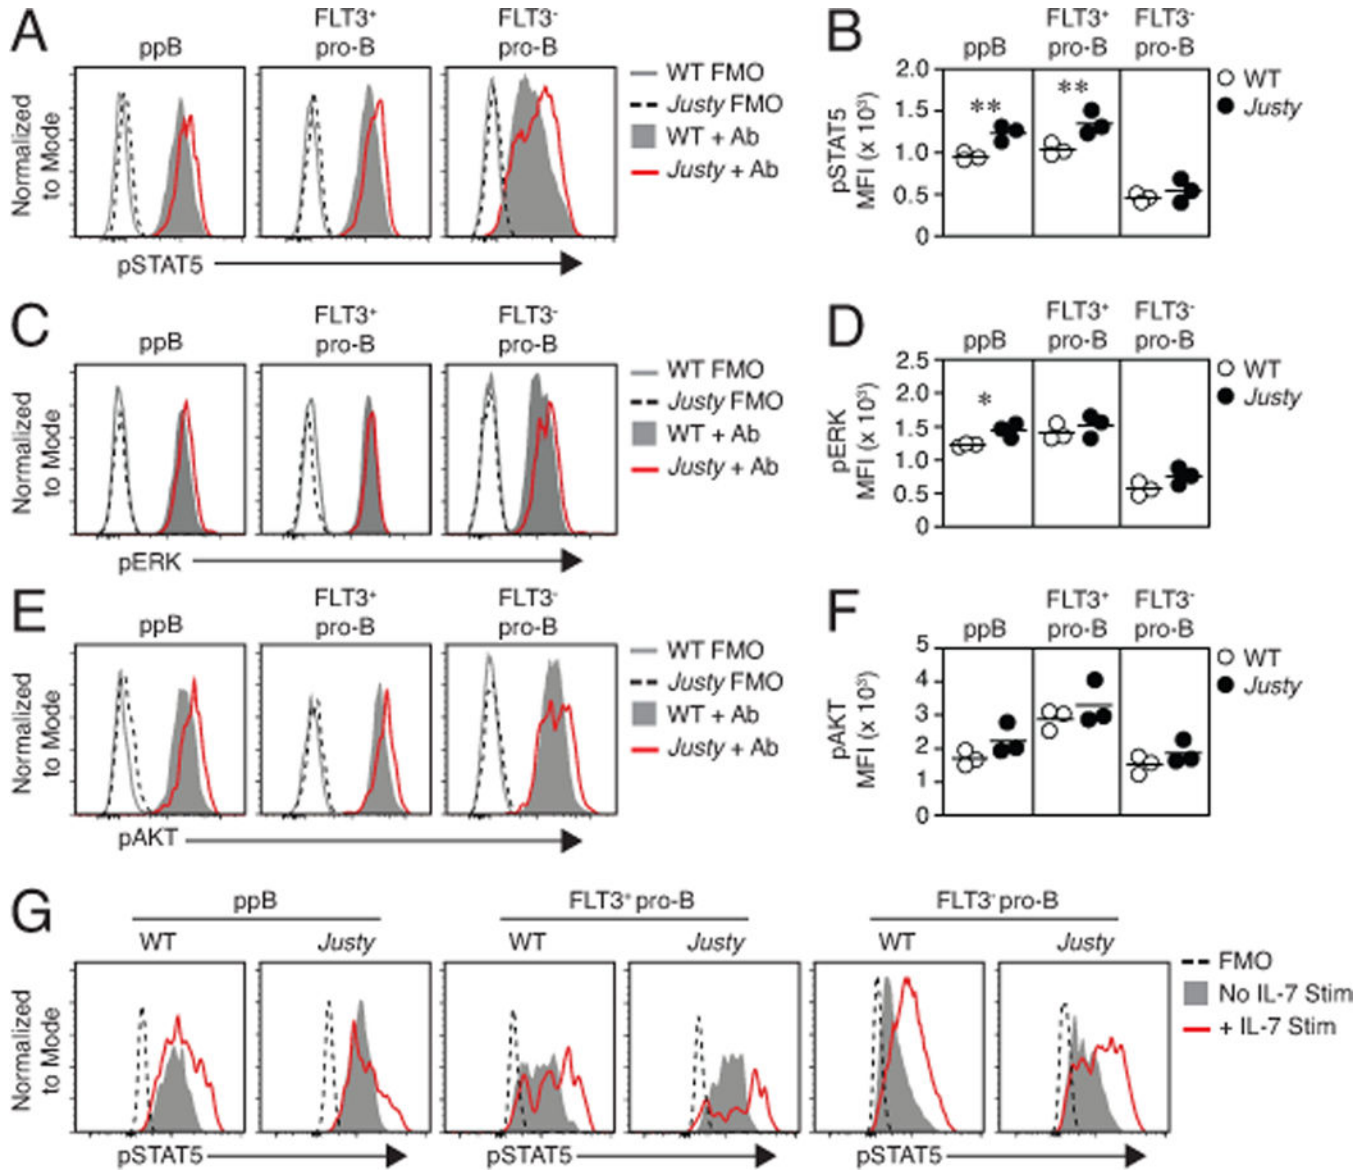 A
ppB
FLT3⁺
pro-B
FLT3⁻
pro-B
Normalized
to Mode
WT FMO
Justy FMO
WT + Ab
Justy + Ab
pSTAT5
B
ppB
FLT3⁺
pro-B
FLT3⁻
pro-B
pSTAT5
MFI (x 10³)
2.0
1.5
1.0
0.5
0
**
**
WT
Justy
C
ppB
FLT3⁺
pro-B
FLT3⁻
pro-B
Normalized
to Mode
WT FMO
Justy FMO
WT + Ab
Justy + Ab
pERK
D
ppB
FLT3⁺
pro-B
FLT3⁻
pro-B
pERK
MFI (x 10³)
2.5
2.0
1.5
1.0
0.5
0
*
WT
Justy
E
ppB
FLT3⁺
pro-B
FLT3⁻
pro-B
Normalized
to Mode
WT FMO
Justy FMO
WT + Ab
Justy + Ab
pAKT
F
ppB
FLT3⁺
pro-B
FLT3⁻
pro-B
pAKT
MFI (x 10³)
5
4
3
2
1
0
WT
Justy
G
ppB
FLT3⁺ pro-B
FLT3⁻ pro-B
WT
Justy
WT
Justy
WT
Justy
Normalized
to Mode
FMO
No IL-7 Stim
+ IL-7 Stim
pSTAT5
pSTAT5
pSTAT5